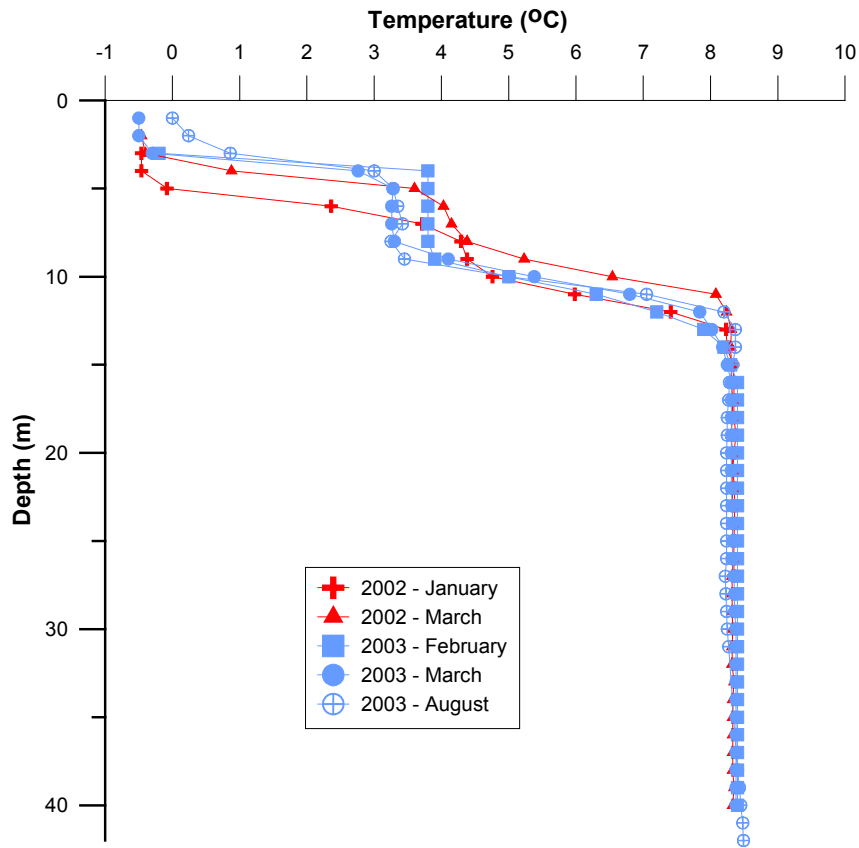 Temperature (ºC)
-1 0 1 2 3 4 5 6 7 8 9 10
Depth (m)
0
10
20
30
40
2002 - January
2002 - March
2003 - February
2003 - March
2003 - August